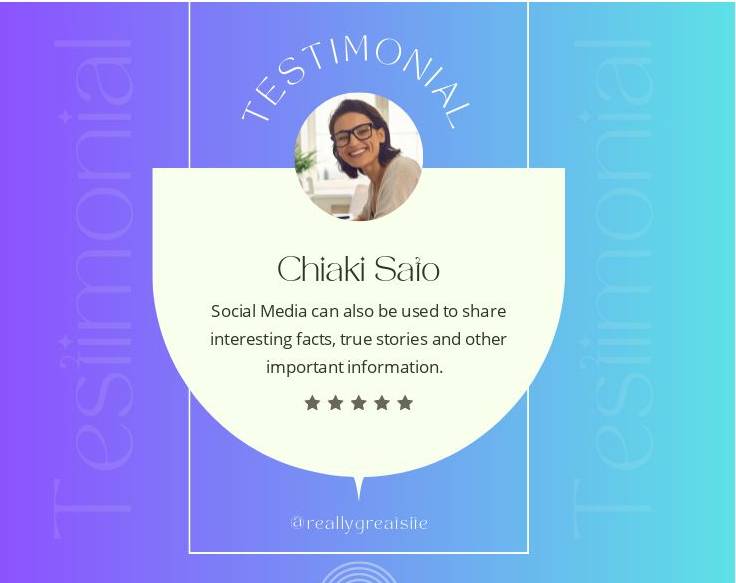 TESTIMONIAL
Testimonial
Testimonial
Chiaki Sato
Social Media can also be used to share
interesting facts, true stories and other
important information.
@reallygreatsite